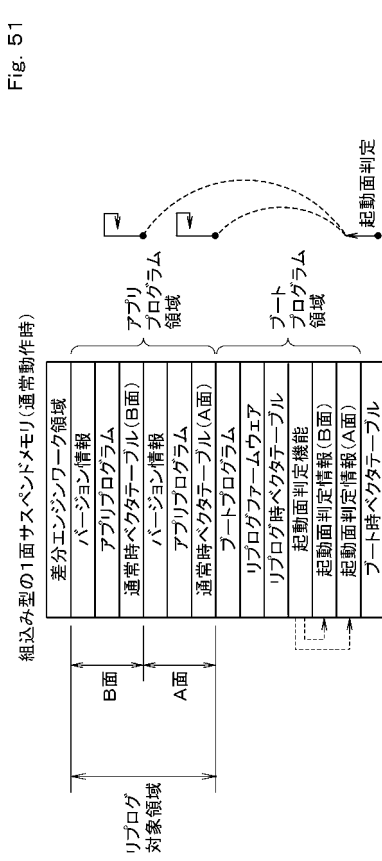 Fig. 51
組込み型の1面サスペンドメモリ(通常動作時)
差分エンジンワーク領域
バージョン情報
アプリプログラム
通常時ベクタテーブル(B面)
バージョン情報
アプリプログラム
通常時ベクタテーブル(A面)
ブートプログラム
リプログファームウェア
リプログ時ベクタテーブル
起動面判定機能
起動面判定情報(B面)
起動面判定情報(A面)
ブート時ベクタテーブル
B面
A面
リプログ
対象領域
アプリ
プログラム
領域
ブート
プログラム
領域
起動面判定